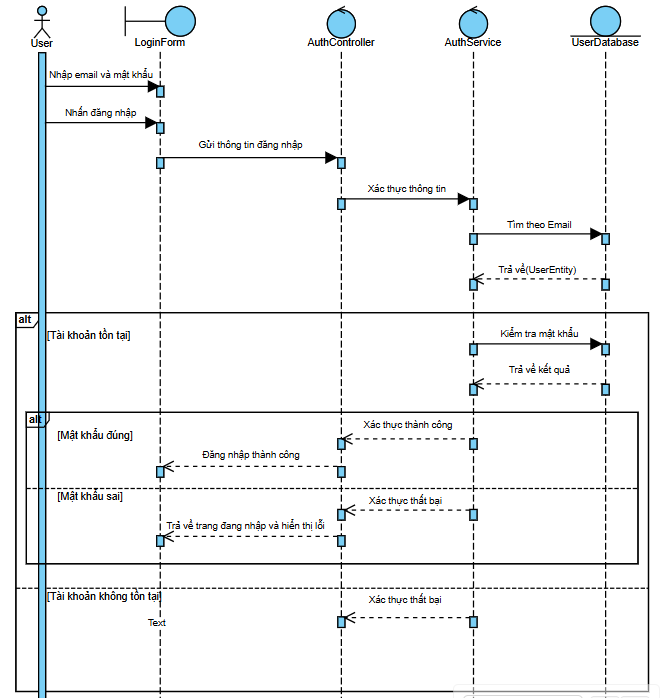 User
LoginForm
AuthController
AuthService
UserDatabase
Nhập email và mật khẩu
Nhấn đăng nhập
Gửi thông tin đăng nhập
Xác thực thông tin
Tìm theo Email
Trả về(UserEntity)
alt
[Tài khoản tồn tại]
Kiểm tra mật khẩu
Trả về kết quả
alt
[Mật khẩu đúng]
Xác thực thành công
Đăng nhập thành công
[Mật khẩu sai]
Xác thực thất bại
Trả về trang đang nhập và hiển thị lỗi
[Tài khoản không tồn tại]
Xác thực thất bại
Text